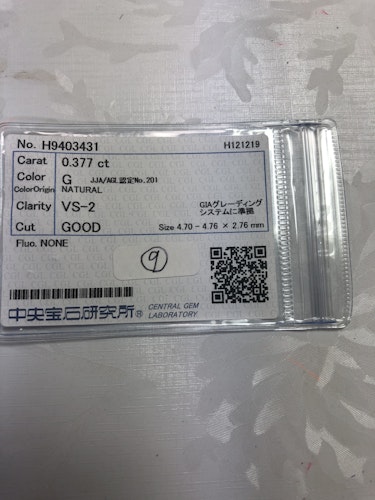 No. H9403431 H121219
Carat 0.377 ct
Color G JJA/AGL認定No.201
ColorOrigin NATURAL
Clarity VS-2 GIAグレーディング
システムに準拠
Cut GOOD Size 4.70 - 4.76 × 2.76 mm
Fluo. NONE
9
中央宝石研究所® CENTRAL GEM
LABORATORY